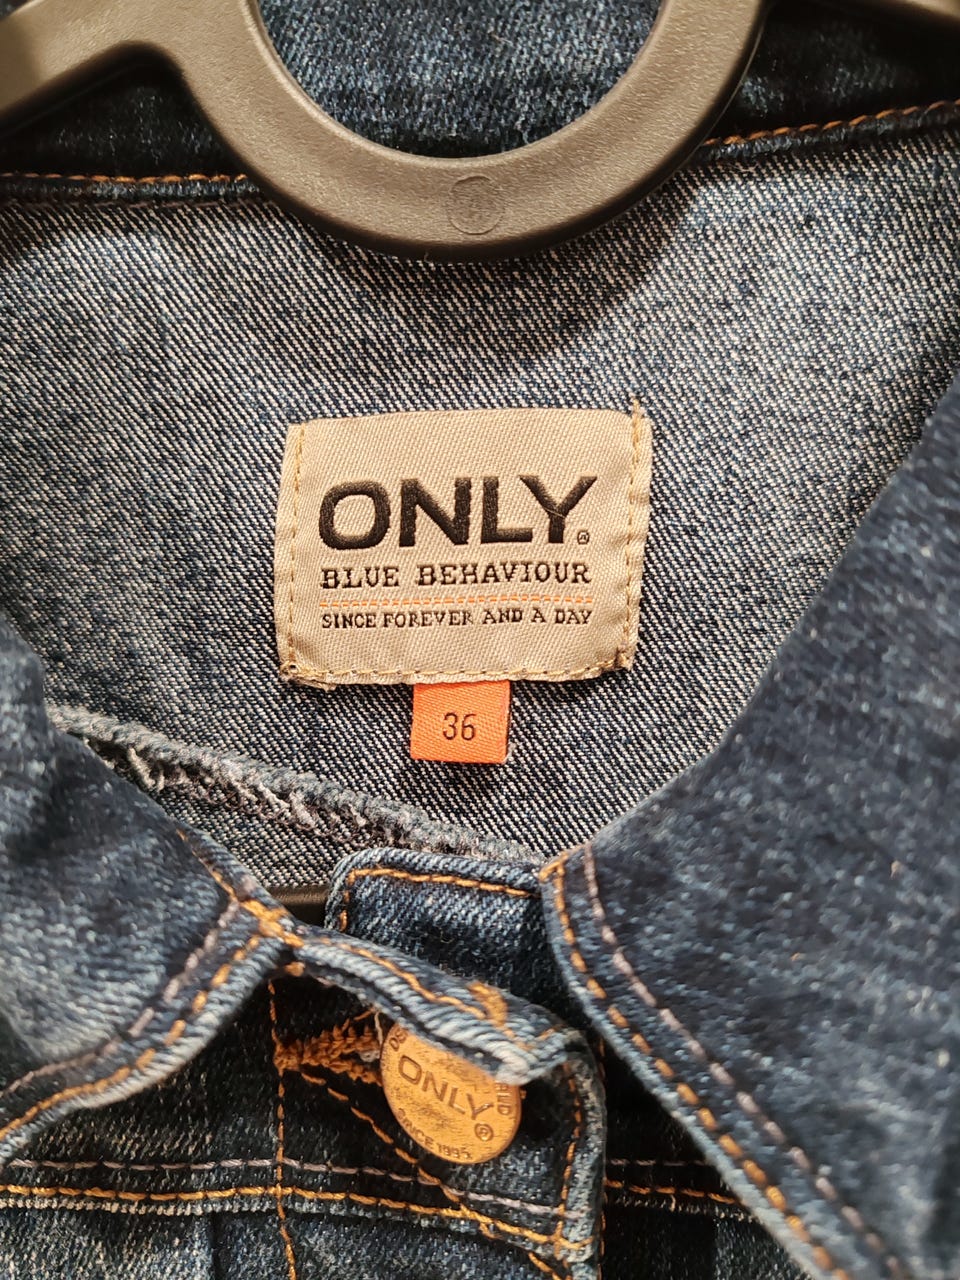 ONLY®
BLUE BEHAVIOUR
SINCE FOREVER AND A DAY
36
ONLY®
SINCE 1995